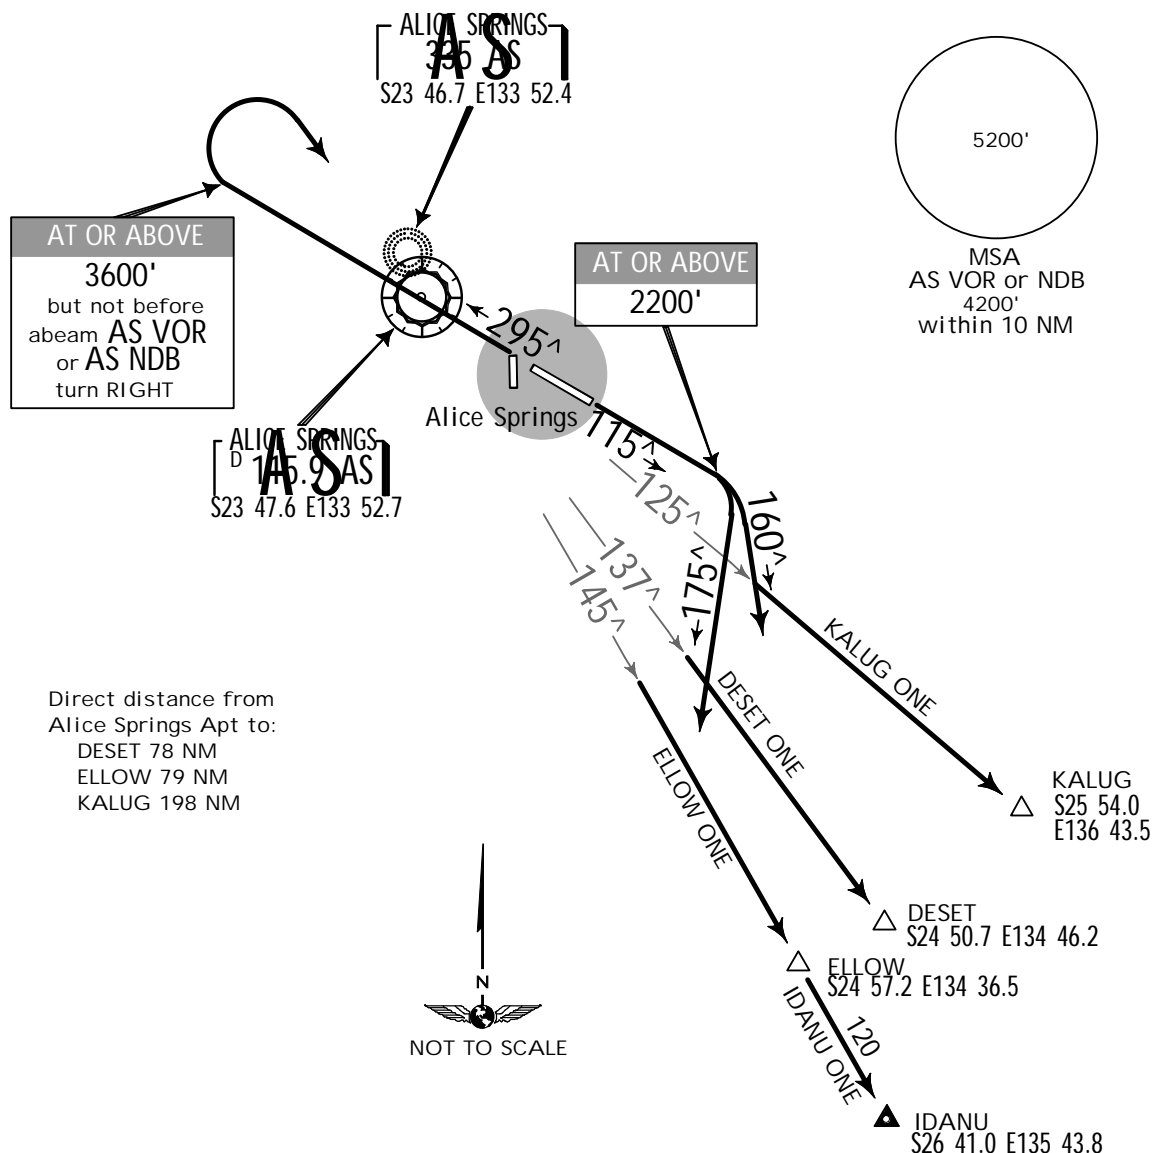 ALICE SPRINGS
335 AS
A S
S23 46.7 E133 52.4
5200'
MSA
AS VOR or NDB
4200'
within 10 NM
AT OR ABOVE
3600'
but not before
abeam AS VOR
or AS NDB
turn RIGHT
AT OR ABOVE
2200'
295^
Alice Springs
ALICE SPRINGS
D 115.9 AS
A S
S23 47.6 E133 52.7
115^
125^
160^
137^
175^
145^
KALUG ONE
DESET ONE
ELLOW ONE
Direct distance from
Alice Springs Apt to:
DESET 78 NM
ELLOW 79 NM
KALUG 198 NM
KALUG
S25 54.0
E136 43.5
DESET
S24 50.7 E134 46.2
ELLOW
S24 57.2 E134 36.5
120
IDANU ONE
N
NOT TO SCALE
IDANU
S26 41.0 E135 43.8